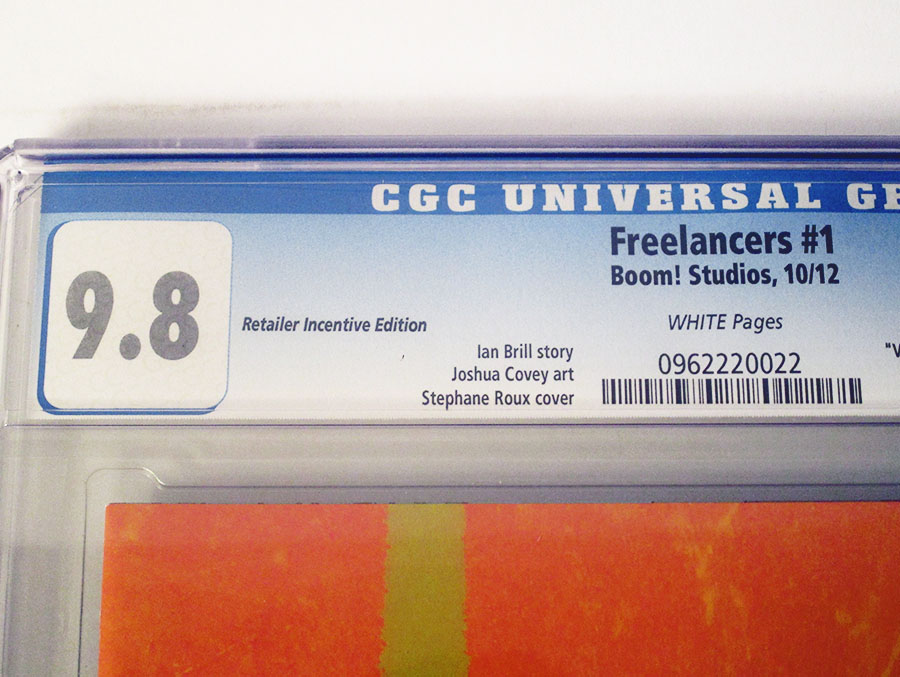 CGC UNIVERSAL
9.8
Freelancers #1
Boom! Studios, 10/12
Retailer Incentive Edition
WHITE Pages
Ian Brill story
Joshua Covey art
Stephane Roux cover
0962220022